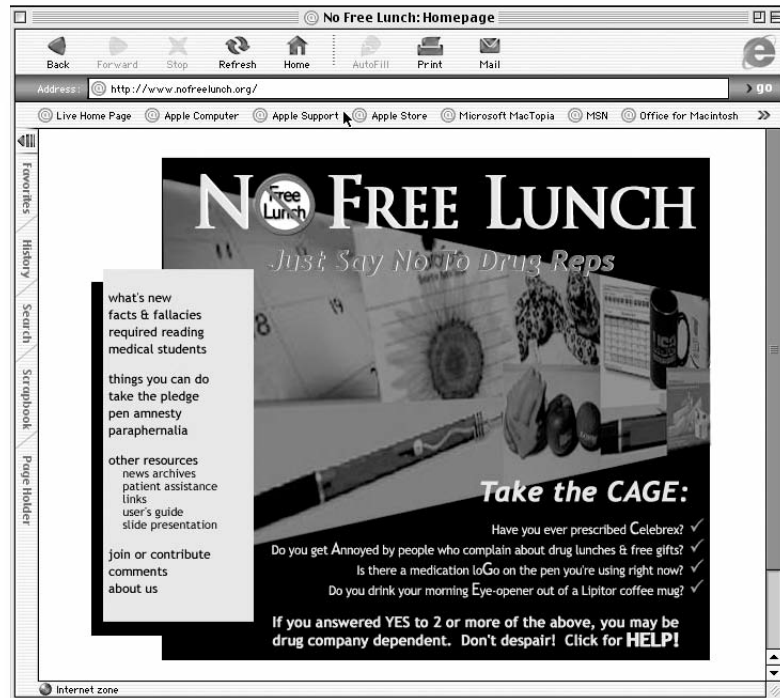 No Free Lunch: Homepage
Back Forward Stop Refresh Home AutoFill Print Mail
Address: http://www.nofreelunch.org/ go
Live Home Page Apple Computer Apple Support Apple Store Microsoft MacTopia MSN Office for Macintosh
Favorites
History
Search
Scrapbook
Page Holder
NO FREE LUNCH
Free
Lunch
Just Say No To Drug Reps
what's new
facts & fallacies
required reading
medical students
things you can do
take the pledge
pen amnesty
paraphernalia
other resources
news archives
patient assistance
links
user's guide
slide presentation
join or contribute
comments
about us
11
18
19
Take the CAGE:
Have you ever prescribed Celebrex? ✓
Do you get Annoyed by people who complain about drug lunches & free gifts? ✓
Is there a medication loGo on the pen you're using right now? ✓
Do you drink your morning Eye-opener out of a Lipitor coffee mug? ✓
If you answered YES to 2 or more of the above, you may be
drug company dependent. Don't despair! Click for HELP!
Internet zone